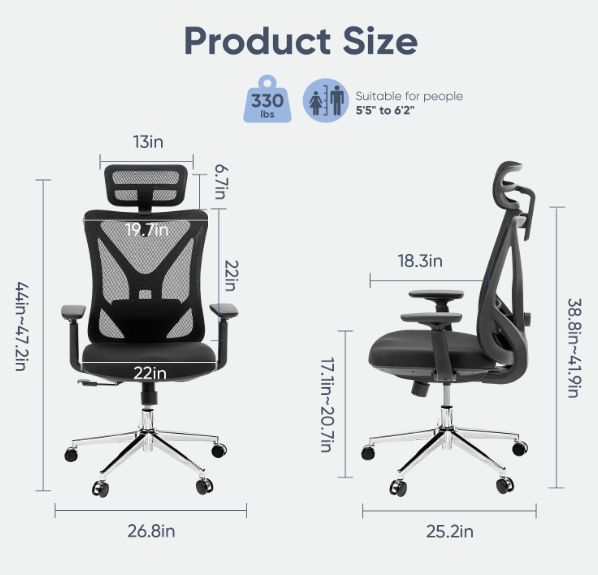 Product Size
330
lbs
Suitable for people
5'5" to 6'2"
13in
6.7in
19.7in
22in
22in
44in~47.2in
26.8in
18.3in
17.1in~20.7in
38.8in~41.9in
25.2in